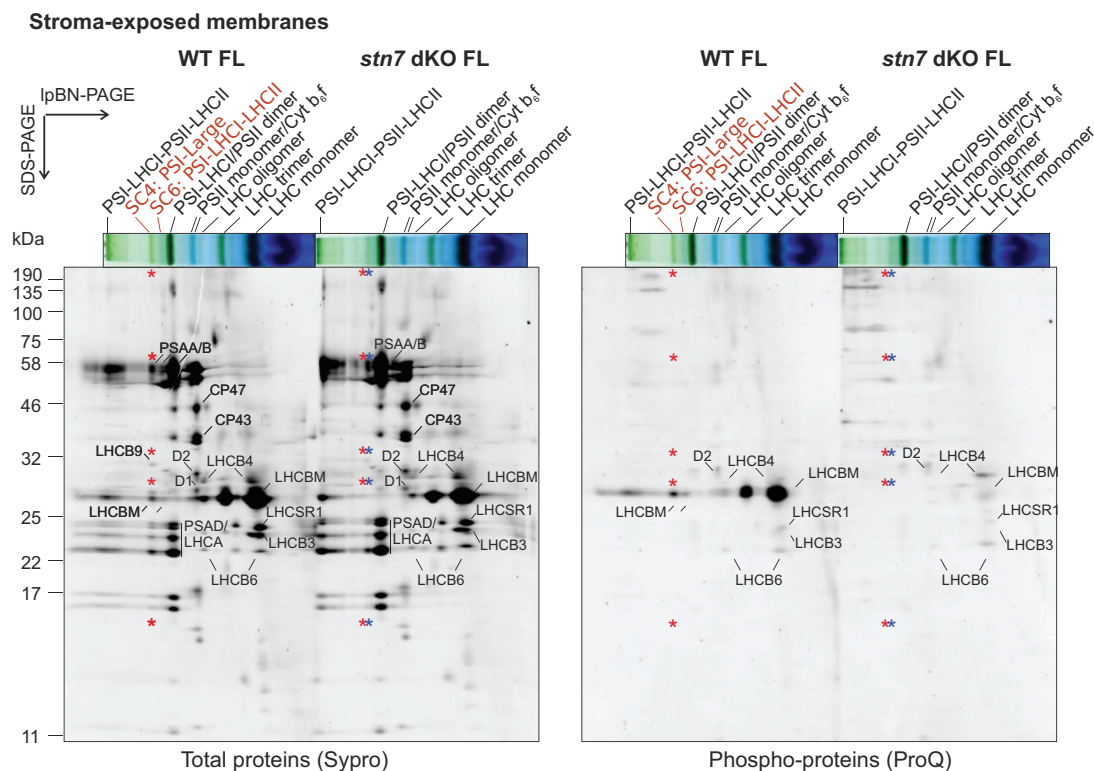 Stroma-exposed membranes
WT FL
stn7 dKO FL
WT FL
stn7 dKO FL
lpBN-PAGE
SDS-PAGE
PSI-LHCI-PSII-LHCII
SC4: PSI-Large
SC6: PSI-LHCI-LHCII
PSI-LHCI/PSII dimer
PSII monomer/Cyt b6f
LHC oligomer
LHC trimer
LHC monomer
PSI-LHCI-PSII-LHCII
PSI-LHCI/PSII dimer
PSII monomer/Cyt b6f
LHC oligomer
LHC trimer
LHC monomer
PSI-LHCI-PSII-LHCII
SC4: PSI-Large
SC6: PSI-LHCI-LHCII
PSI-LHCI/PSII dimer
PSII monomer/Cyt b6f
LHC oligomer
LHC trimer
LHC monomer
PSI-LHCI-PSII-LHCII
PSI-LHCI/PSII dimer
PSII monomer/Cyt b6f
LHC oligomer
LHC trimer
LHC monomer
kDa
190
135
100
75
58
46
32
25
22
17
11
* 
* PSAA/B
CP47
CP43
LHCB9 *
D2
LHCB4
D1
*
LHCBM
LHCBM
LHCSR1
PSAD/
LHCA
LHCB3
LHCB6
*
**
** PSAA/B
CP47
CP43
**
D2
LHCB4
D1
**
LHCBM
LHCSR1
LHCB3
LHCB6
**
*
*
*
D2
LHCB4
*
LHCBM
LHCBM
LHCSR1
LHCB3
LHCB6
*
**
**
**
D2
LHCB4
**
LHCBM
LHCSR1
LHCB3
LHCB6
**
Total proteins (Sypro)
Phospho-proteins (ProQ)